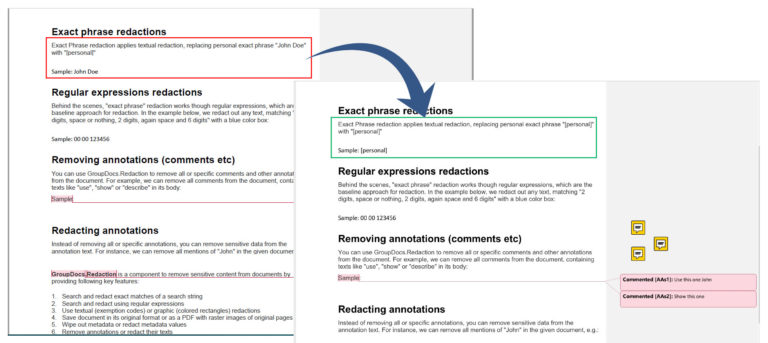 Exact phrase redactions
Exact Phrase redaction applies textual redaction, replacing personal exact phrase "John Doe"
with "[personal]"
Sample: John Doe
Regular expressions redactions
Behind the scenes, "exact phrase" redaction works though regular expressions, which are
baseline approach for redaction. In the example below, we redact out any text, matching "2
digits, space or nothing, 2 digits, again space and 6 digits" with a blue color box:
Sample: 00 00 123456
Removing annotations (comments etc)
You can use GroupDocs.Redaction to remove all or specific comments and other annotat
from the document. For example, we can remove all comments from the document, conta
texts like "use", "show" or "describe" in its body:
Sample
Redacting annotations
Instead of removing all or specific annotations, you can remove sensitive data from the
annotation text. For instance, we can remove all mentions of "John" in the given documen
GroupDocs.Redaction is a component to remove sensitive content from documents by
providing following key features:
1. Search and redact exact matches of a search string
2. Search and redact using regular expressions
3. Use textual (exemption codes) or graphic (colored rectangles) redactions
4. Save document in its original format or as a PDF with raster images of original pages
5. Wipe out metadata or redact metadata values
6. Remove annotations or redact their texts
Exact phrase redactions
Exact Phrase redaction applies textual redaction, replacing personal exact phrase "[personal]"
with "[personal]"
Sample: [personal]
Regular expressions redactions
Behind the scenes, "exact phrase" redaction works though regular expressions, which are the
baseline approach for redaction. In the example below, we redact out any text, matching "2
digits, space or nothing, 2 digits, again space and 6 digits" with a blue color box:
Sample: 00 00 123456
Removing annotations (comments etc)
You can use GroupDocs.Redaction to remove all or specific comments and other annotations
from the document. For example, we can remove all comments from the document, containing
texts like "use", "show" or "describe" in its body:
Sample
Commented [AAs1]: Use this one John
Commented [AAs2]: Show this one
Redacting annotations
Instead of removing all or specific annotations, you can remove sensitive data from the
annotation text. For instance, we can remove all mentions of "John" in the given document, e.g.: